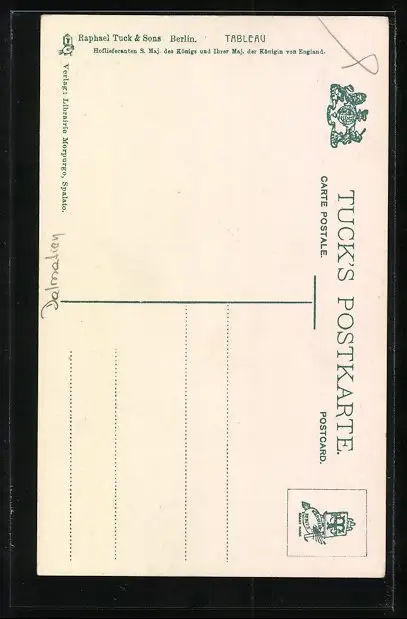 Raphael Tuck & Sons Berlin. TABLEAU
Hoflieferanten S. Maj. des Königs und Ihrer Maj. der Königin von England.
Verlag: Librairie Morpurgo, Spalato.
TUCK'S POSTKARTE.
CARTE POSTALE.
POSTCARD.
Dalmatien